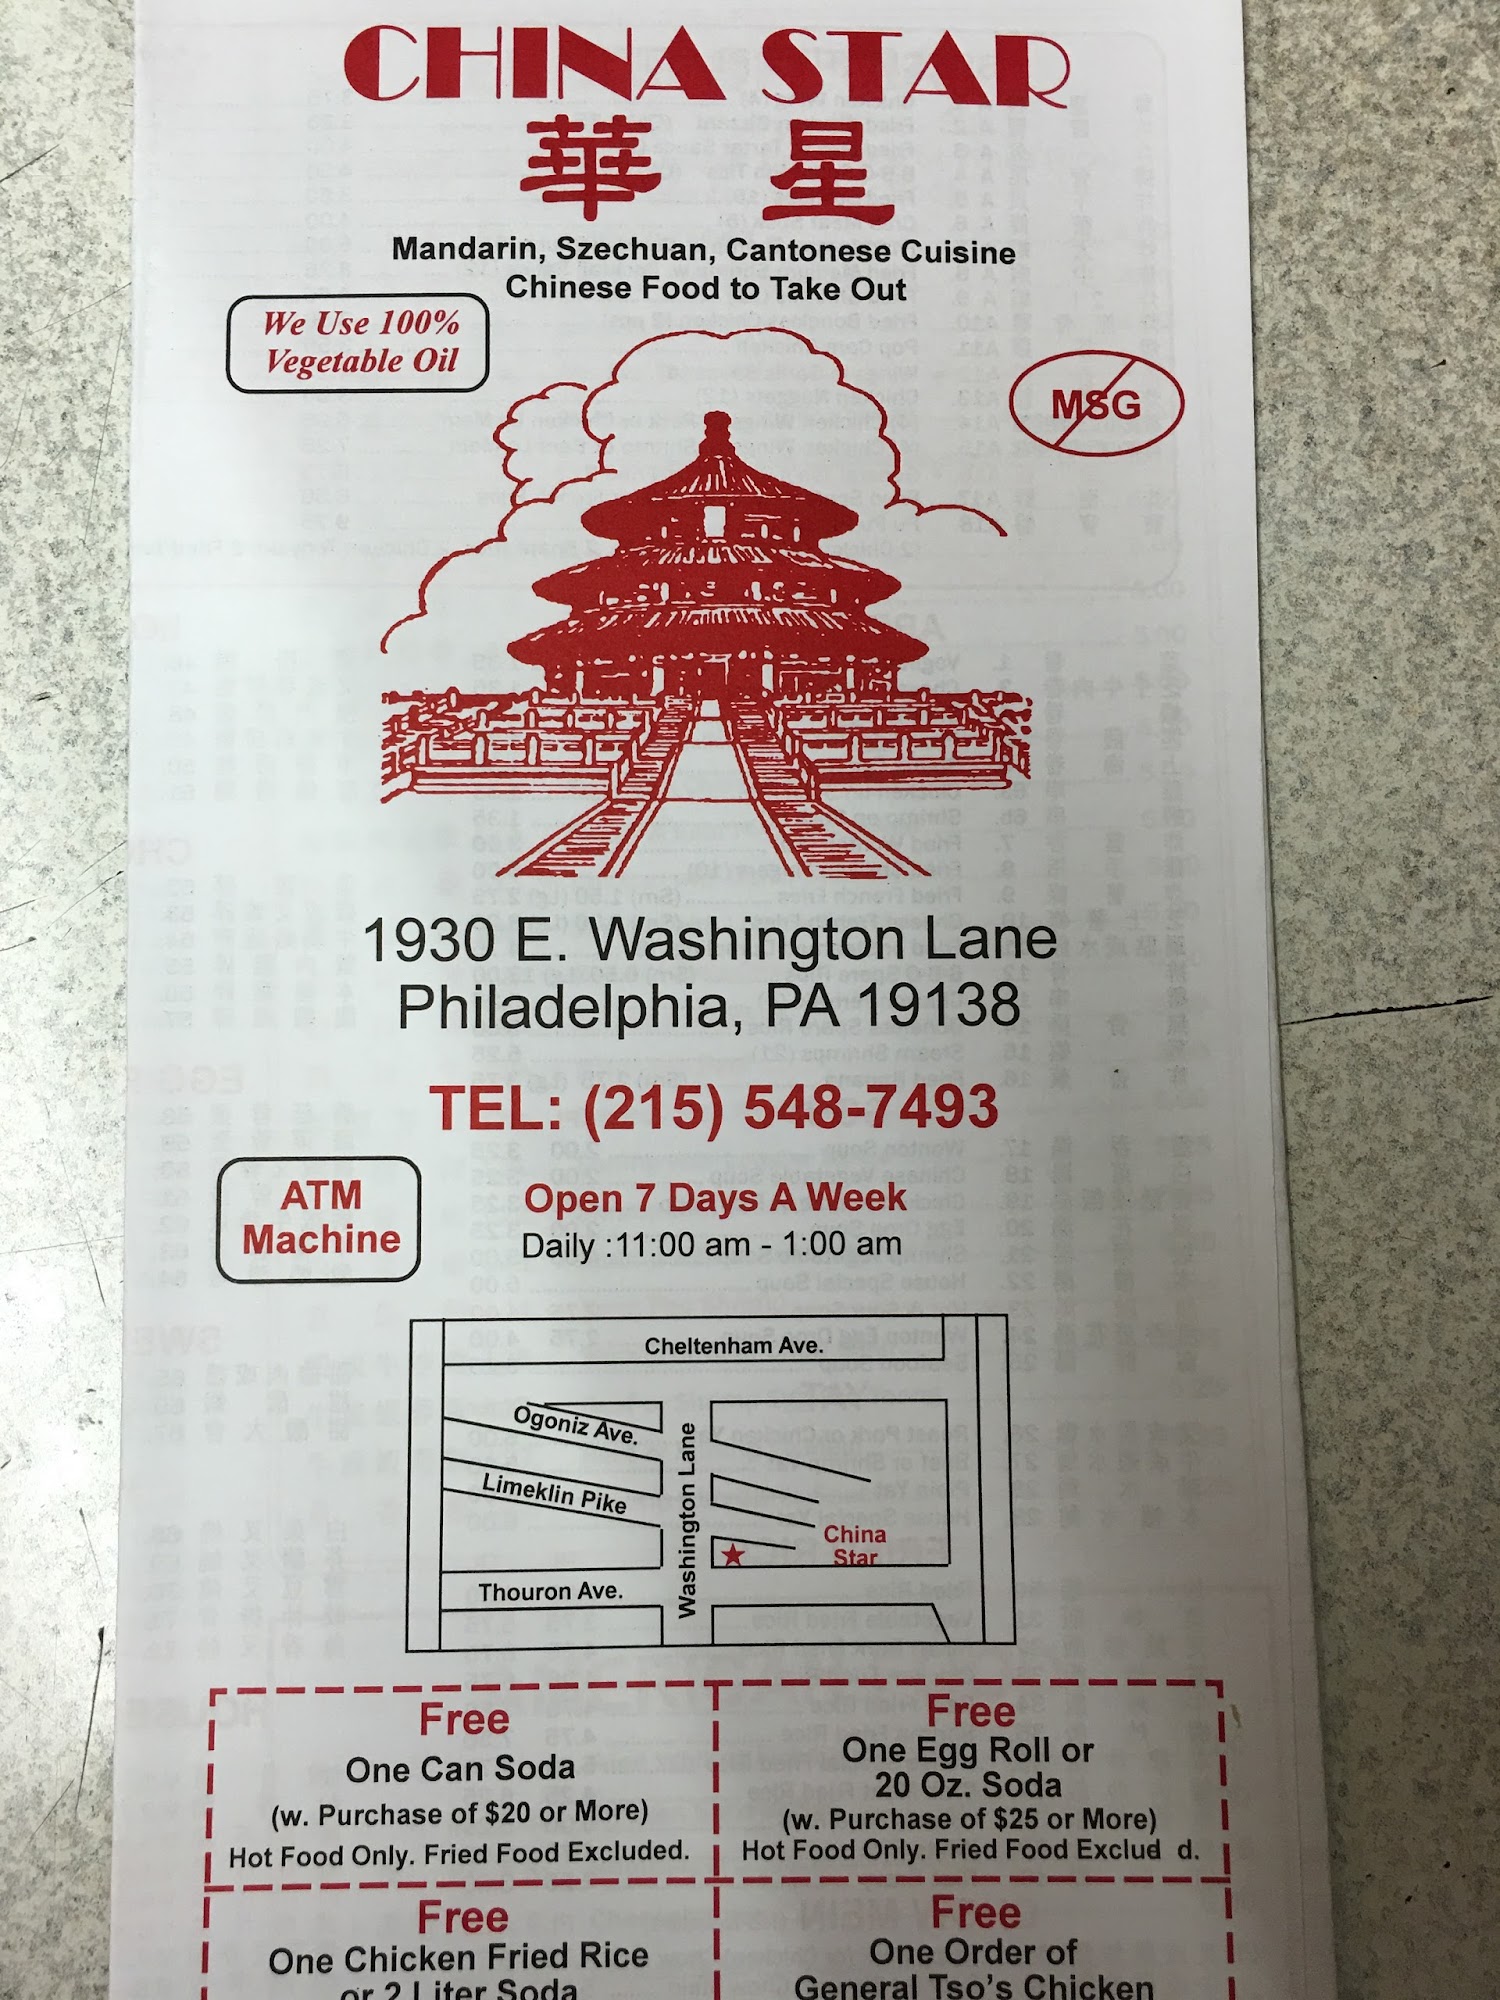 CHINA STAR
華 星
Mandarin, Szechuan, Cantonese Cuisine
Chinese Food to Take Out
We Use 100%
Vegetable Oil
MSG
1930 E. Washington Lane
Philadelphia, PA 19138
TEL: (215) 548-7493
ATM
Machine
Open 7 Days A Week
Daily :11:00 am - 1:00 am
Cheltenham Ave.
Ogoniz Ave.
Limeklin Pike
Washington Lane
China
Star
Thouron Ave.
Free
One Can Soda
(w. Purchase of $20 or More)
Hot Food Only. Fried Food Excluded.
Free
One Egg Roll or
20 Oz. Soda
(w. Purchase of $25 or More)
Hot Food Only. Fried Food Exclud d.
Free
One Chicken Fried Rice
or 2 Liter Soda
Free
One Order of
General Tso's Chicken